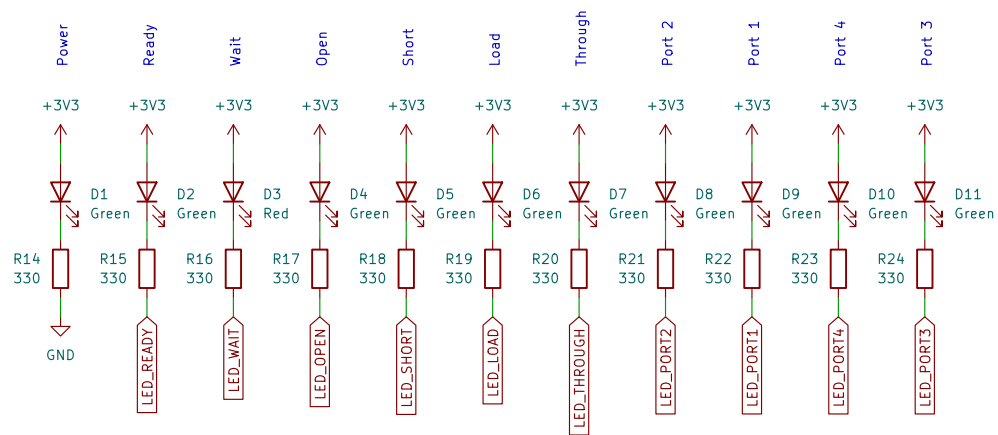 Power
Ready
Wait
Open
Short
Load
Through
Port 2
Port 1
Port 4
Port 3
+3V3
+3V3
+3V3
+3V3
+3V3
+3V3
+3V3
+3V3
+3V3
+3V3
+3V3
D1
Green
D2
Green
D3
Red
D4
Green
D5
Green
D6
Green
D7
Green
D8
Green
D9
Green
D10
Green
D11
Green
R14
330
R15
330
R16
330
R17
330
R18
330
R19
330
R20
330
R21
330
R22
330
R23
330
R24
330
GND
LED_READY
LED_WAIT
LED_OPEN
LED_SHORT
LED_LOAD
LED_THROUGH
LED_PORT2
LED_PORT1
LED_PORT4
LED_PORT3